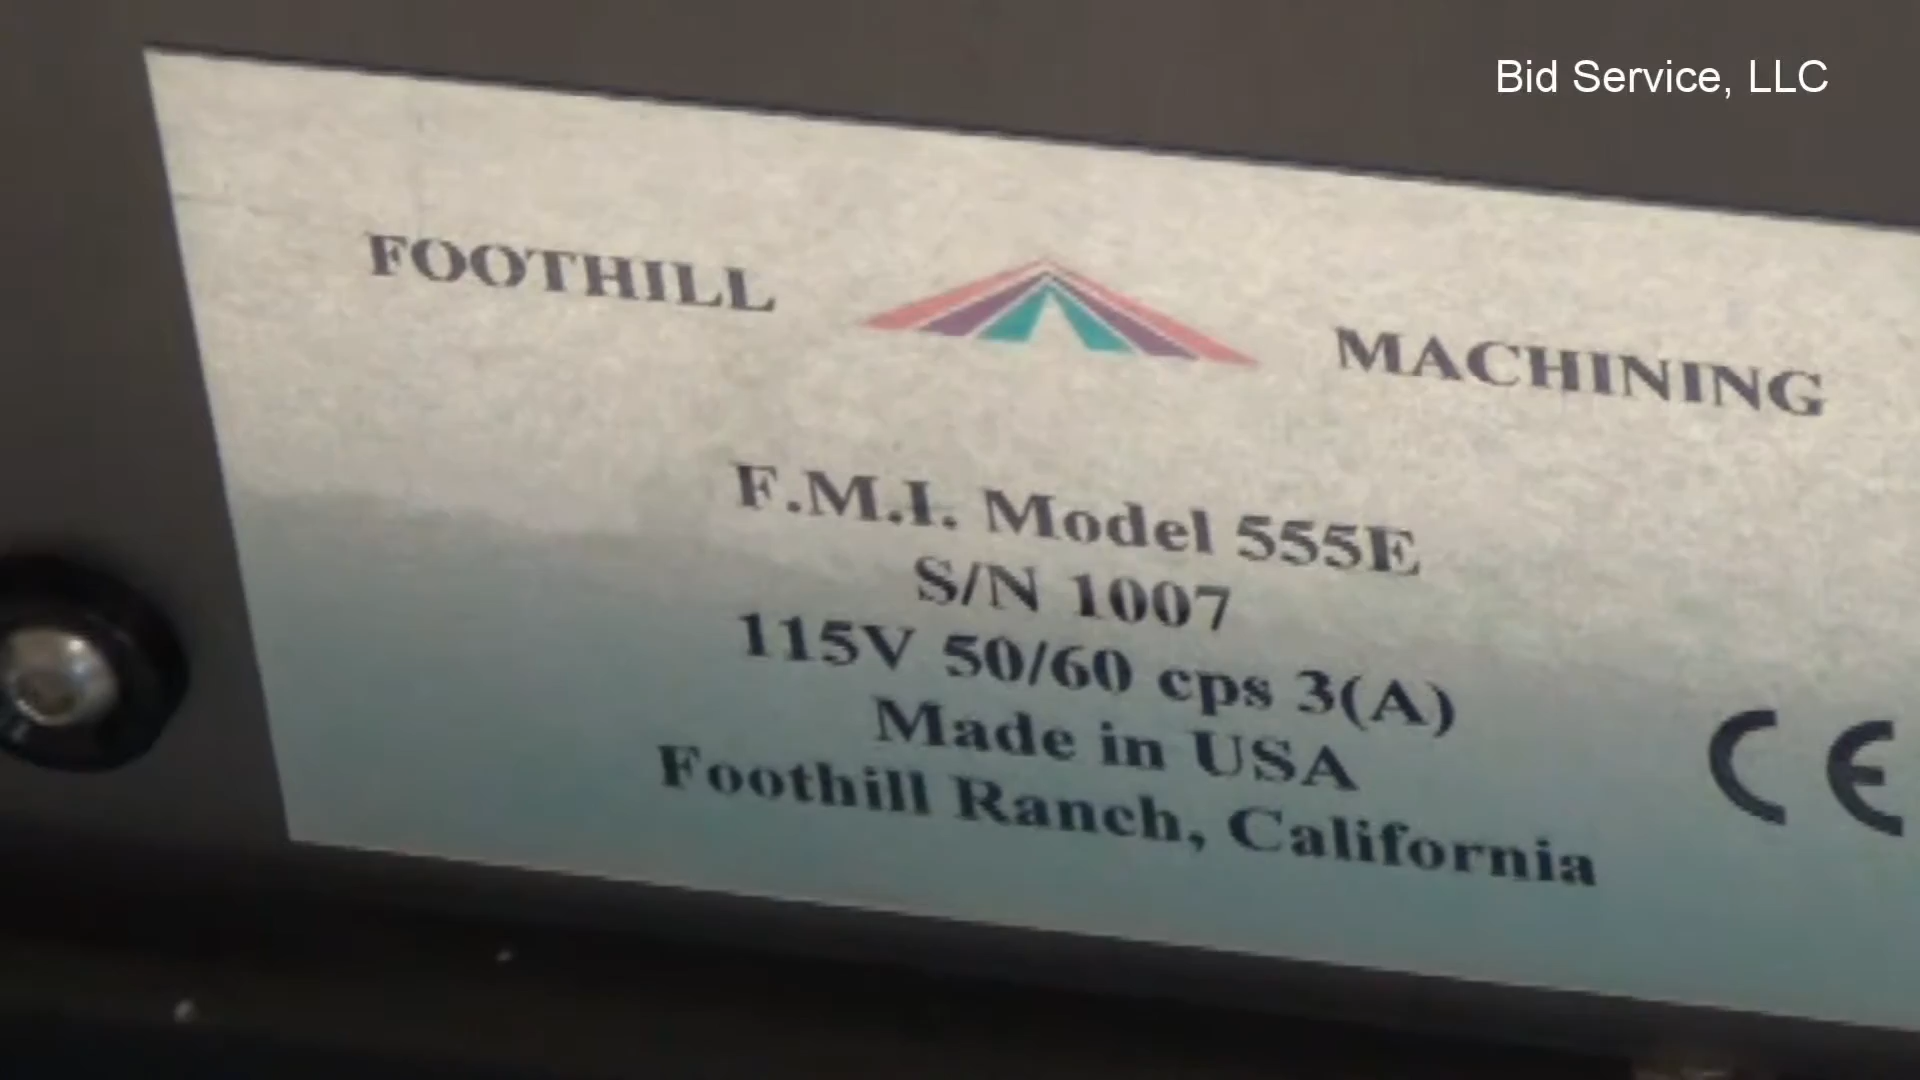 Bid Service, LLC
FOOTHILL MACHINING
F.M.I. Model 555E
S/N 1007
115V 50/60 cps 3(A)
Made in USA
Foothill Ranch, California
CE